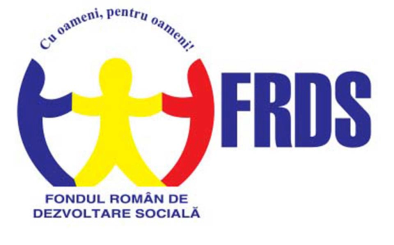 Cu oameni, pentru oameni!
FRDS
FONDUL ROMÂN DE
DEZVOLTARE SOCIALĂ